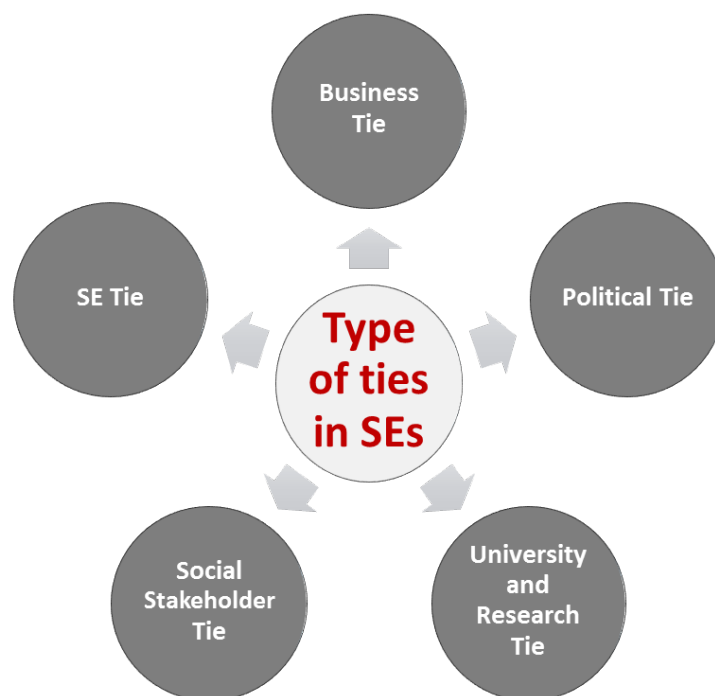 Business
Tie
SE Tie
Political Tie
Type
of ties
in SEs
Social
Stakeholder
Tie
University
and
Research
Tie